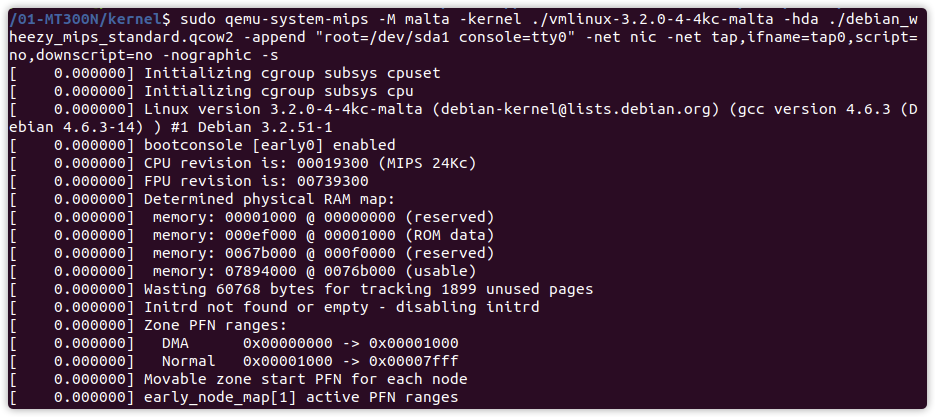 /01-MT300N/kernel$ sudo qemu-system-mips -M malta -kernel ./vmlinux-3.2.0-4-4kc-malta -hda ./debian_w
heezy_mips_standard.qcow2 -append "root=/dev/sda1 console=tty0" -net nic -net tap,ifname=tap0,script=
no,downscript=no -nographic -s
[    0.000000] Initializing cgroup subsys cpuset
[    0.000000] Initializing cgroup subsys cpu
[    0.000000] Linux version 3.2.0-4-4kc-malta (debian-kernel@lists.debian.org) (gcc version 4.6.3 (D
ebian 4.6.3-14) ) #1 Debian 3.2.51-1
[    0.000000] bootconsole [early0] enabled
[    0.000000] CPU revision is: 00019300 (MIPS 24Kc)
[    0.000000] FPU revision is: 00739300
[    0.000000] Determined physical RAM map:
[    0.000000]  memory: 00001000 @ 00000000 (reserved)
[    0.000000]  memory: 000ef000 @ 00001000 (ROM data)
[    0.000000]  memory: 0067b000 @ 000f0000 (reserved)
[    0.000000]  memory: 07894000 @ 0076b000 (usable)
[    0.000000] Wasting 60768 bytes for tracking 1899 unused pages
[    0.000000] Initrd not found or empty - disabling initrd
[    0.000000] Zone PFN ranges:
[    0.000000]   DMA      0x00000000 -> 0x00001000
[    0.000000]   Normal   0x00001000 -> 0x00007fff
[    0.000000] Movable zone start PFN for each node
[    0.000000] early_node_map[1] active PFN ranges